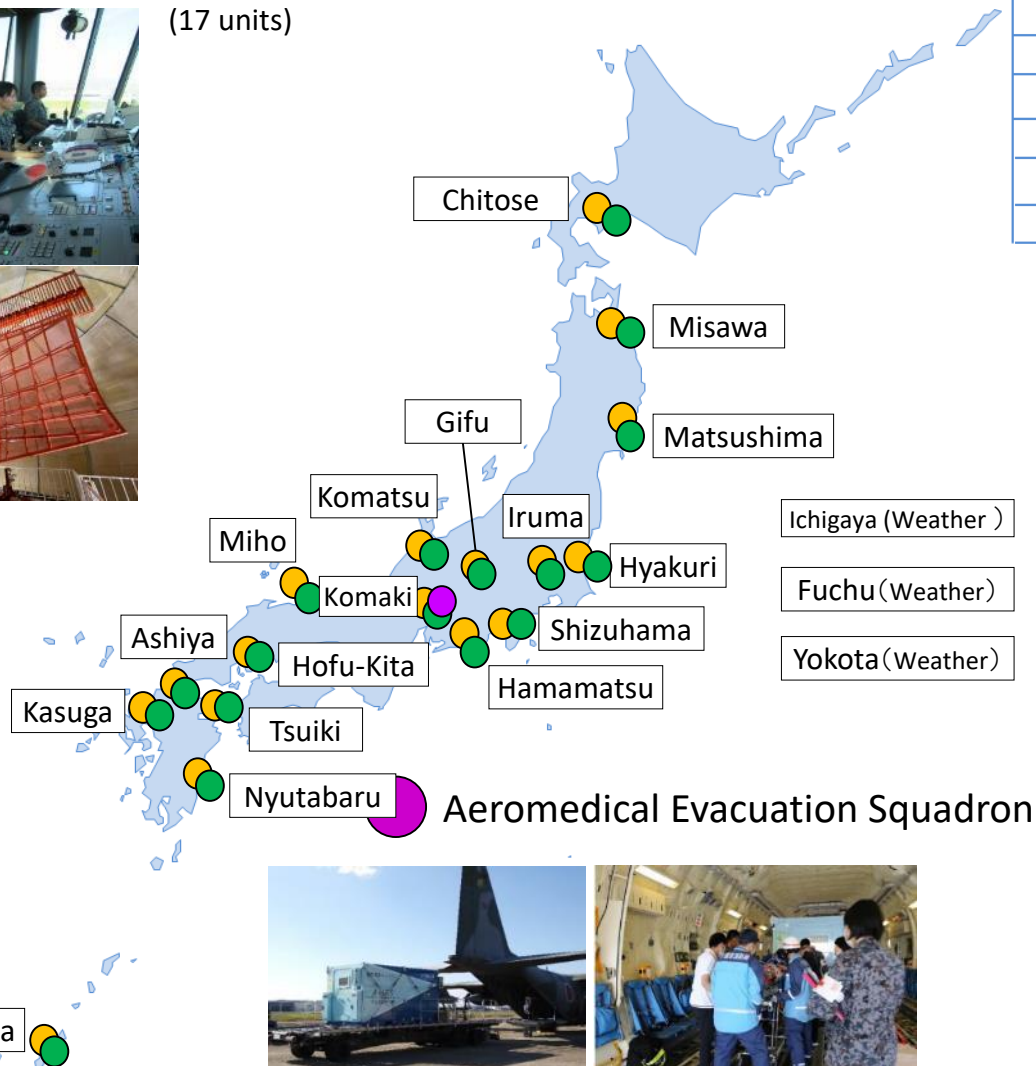 (17 units)
Chitose
Misawa
Gifu
Matsushima
Komatsu
Iruma
Ichigaya (Weather )
Miho
Hyakuri
Komaki
Fuchu（Weather）
Ashiya
Shizuhama
Hofu-Kita
Yokota（Weather）
Hamamatsu
Kasuga
Tsuiki
Nyutabaru
Aeromedical Evacuation Squadron
a